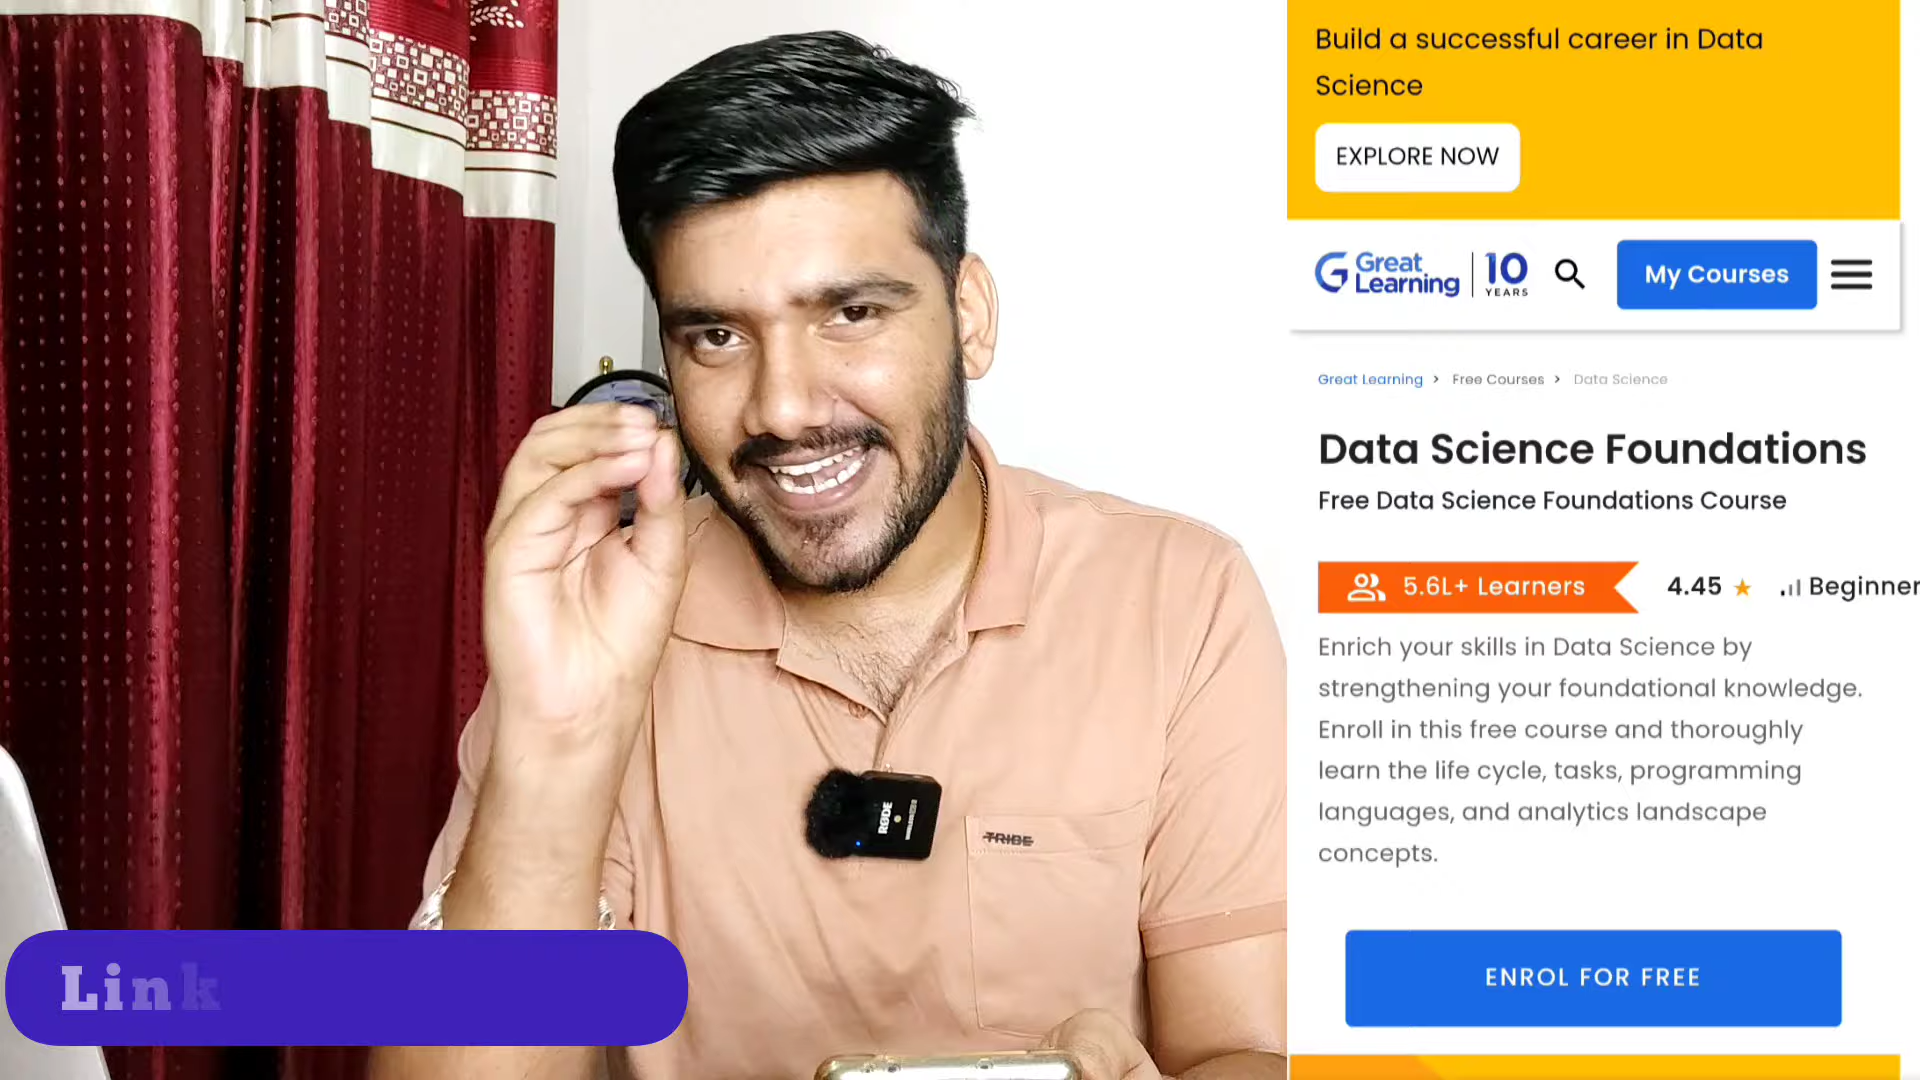 Build a successful career in Data
Science
EXPLORE NOW
Great
Learning
10
YEARS
My Courses
Great Learning > Free Courses > Data Science
Data Science Foundations
Free Data Science Foundations Course
5.6L+ Learners 4.45 ★ Beginner
Enrich your skills in Data Science by
strengthening your foundational knowledge.
Enroll in this free course and thoroughly
learn the life cycle, tasks, programming
languages, and analytics landscape
concepts.
ENROL FOR FREE
RØDE
TRIBE
Link